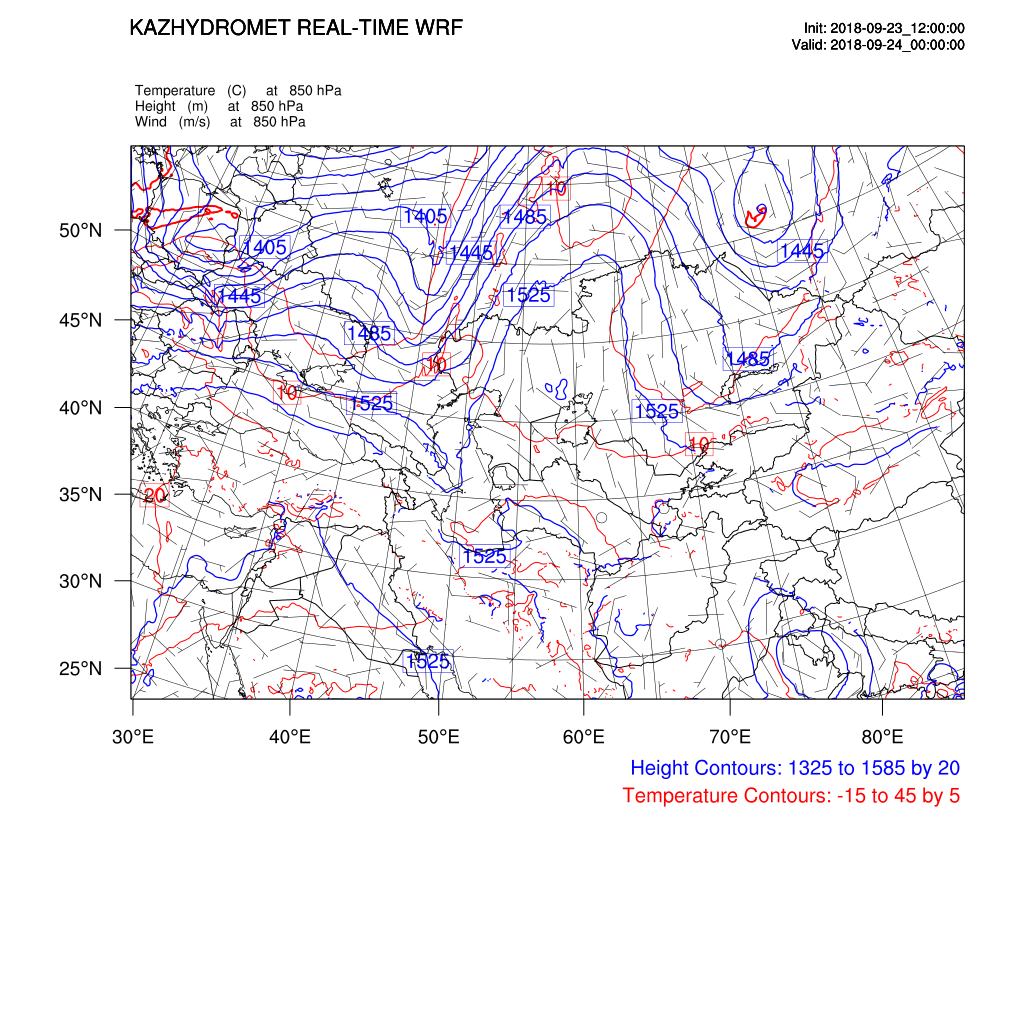 KAZHYDROMET REAL-TIME WRF
Init: 2018-09-23_12:00:00
Valid: 2018-09-24_00:00:00
Temperature (C) at 850 hPa
Height (m) at 850 hPa
Wind (m/s) at 850 hPa
10
1405 1485
50°N
1405 1445 1445
1445 1525
45°N
1485
10 1485
10
40°N 1525 1525
10
35°N 20
1525
30°N
25°N 1525
30°E 40°E 50°E 60°E 70°E 80°E
Height Contours: 1325 to 1585 by 20
Temperature Contours: -15 to 45 by 5